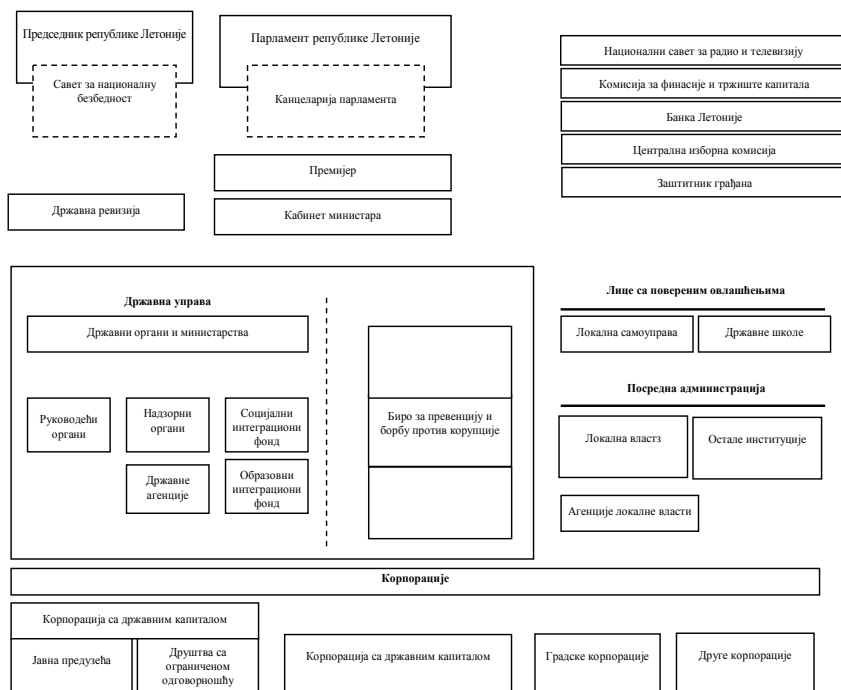 Председник републике Летоније
Савет за националну
безбедност
Парламент републике Летоније
Канцеларија парламента
Премијер
Кабинет министара
Државна ревизија
Национални савет за радио и телевизију
Комисија за финасије и тржиште капитала
Банка Летоније
Централна изборна комисија
Заштитник грађана
Државна управа
Државни органи и министарства
Руководећи
органи
Надзорни
органи
Социјални
интеграциони
фонд
Државне
агенције
Образовни
интеграциони
фонд
Биро за превенцију и
борбу против корупције
Лице са повереним овлашћењима
Локална самоуправа
Државне школе
Посредна администрација
Локална властз
Остале институције
Агенције локалне власти
Корпорације
Корпорација са државним капиталом
Јавна предузећа
Друштва са
ограниченом
одговорношћу
Корпорација са државним капиталом
Градске корпорације
Друге корпорације